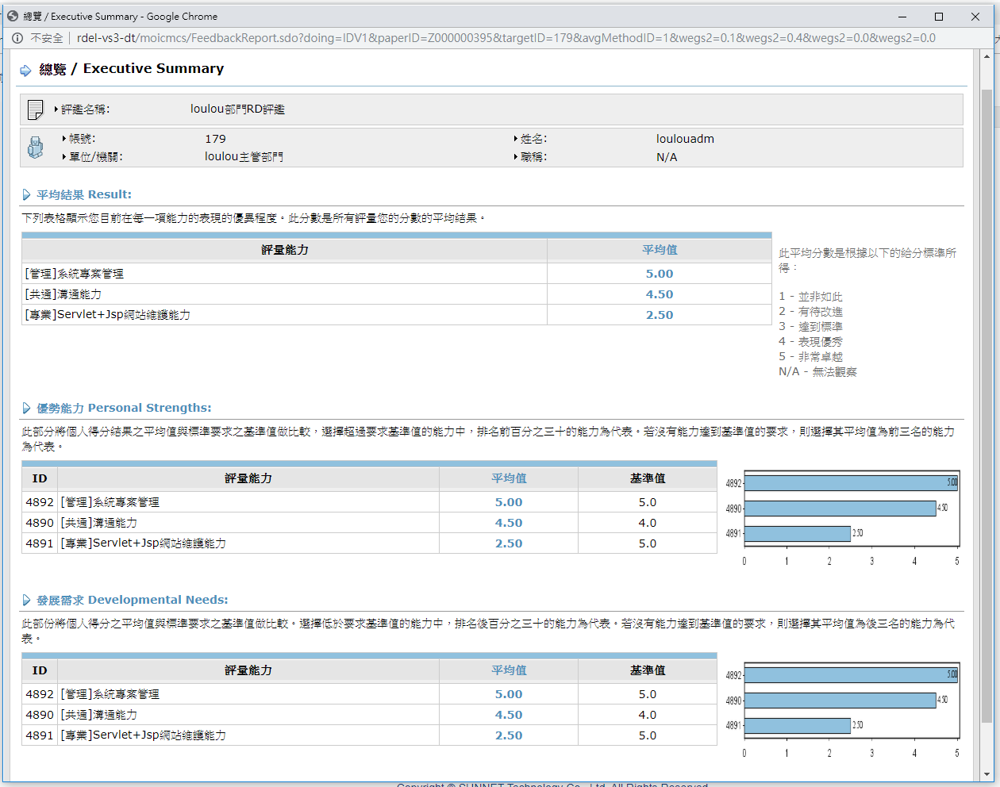 總覽 / Executive Summary - Google Chrome
不安全 | rdel-vs3-dt/moicmcs/FeedbackReport.sdo?doing=IDV1&paperID=Z000000395&targetID=179&avgMethodID=1&wegs2=0.1&wegs2=0.4&wegs2=0.0&wegs2=0.0
總覽 / Executive Summary
評鑑名稱: loulou部門RD評鑑
帳號: 179 姓名: loulouadm
單位/機關: loulou主管部門 職稱: N/A
平均結果 Result:
下列表格顯示您目前在每一項能力的表現的優異程度。此分數是所有評量您的分數的平均結果。
評量能力 平均值
[管理]系統專案管理 5.00
[共通]溝通能力 4.50
[專業]Servlet+Jsp網站維護能力 2.50
此平均分數是根據以下的給分標準所
得：
1 - 並非如此
2 - 有待改進
3 - 達到標準
4 - 表現優秀
5 - 非常卓越
N/A - 無法觀察
優勢能力 Personal Strengths:
此部分將個人得分結果之平均值與標準要求之基準值做比較，選擇超過要求基準值的能力中，排名前百分之三十的能力為代表。若沒有能力達到基準值的要求，則選擇其平均值為前三名的能力
為代表。
ID 評量能力 平均值 基準值
4892 [管理]系統專案管理 5.00 5.0
4890 [共通]溝通能力 4.50 4.0
4891 [專業]Servlet+Jsp網站維護能力 2.50 5.0
4892 5.00
4890 4.50
4891 2.50
0 1 2 3 4 5
發展需求 Developmental Needs:
此部份將個人得分之平均值與標準要求之基準值做比較。選擇低於要求基準值的能力中，排名後百分之三十的能力為代表。若沒有能力達到基準值的要求，則選擇其平均值為後三名的能力為代
表。
ID 評量能力 平均值 基準值
4892 [管理]系統專案管理 5.00 5.0
4890 [共通]溝通能力 4.50 4.0
4891 [專業]Servlet+Jsp網站維護能力 2.50 5.0
4892 5.00
4890 4.50
4891 2.50
0 1 2 3 4 5
Copyright © SUNNET Technology Co., Ltd. All Rights Reserved